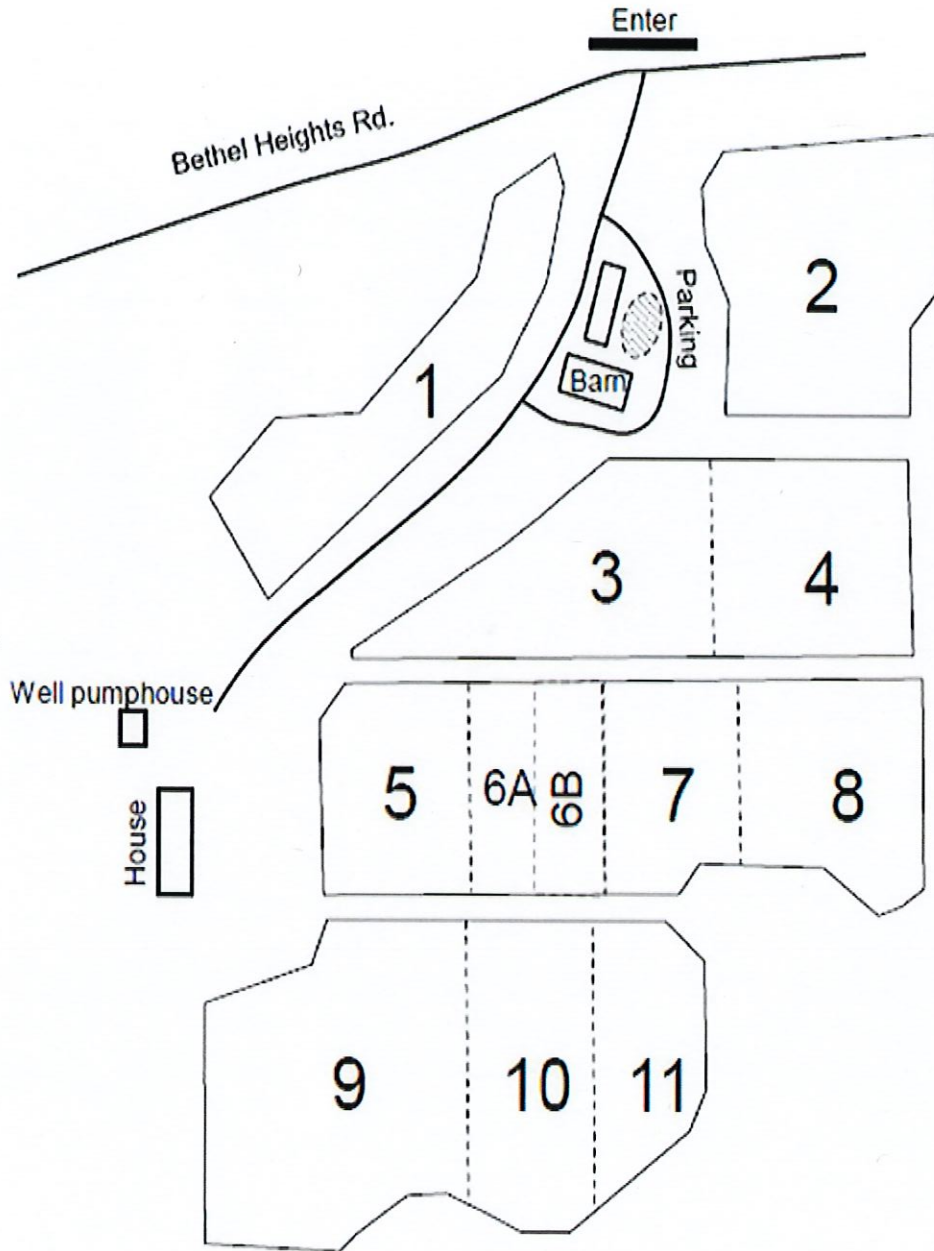 Enter
Bethel Heights Rd.
Parking
2
1
Barn
3
4
Well pumphouse
5
6A
6B
7
8
House
9
10
11